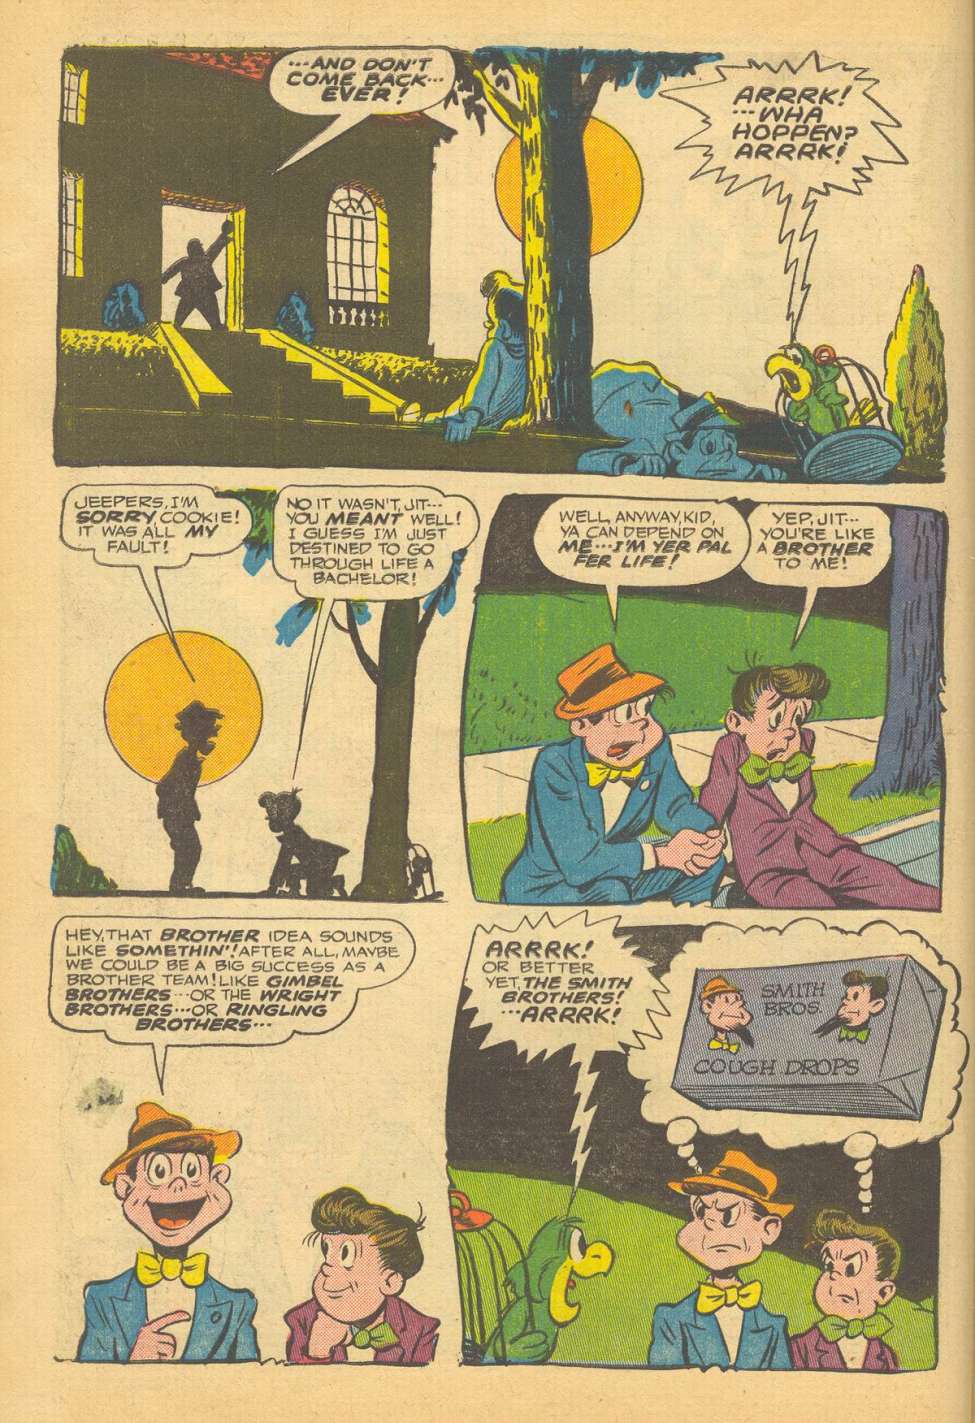 ...AND DON'T
COME BACK...
EVER!
ARRRK!
...WHA
HOPPEN?
ARRRK!
JEEPERS, I'M
SORRY, COOKIE!
IT WAS ALL MY
FAULT!
NO IT WASN'T, JIT...
YOU MEANT WELL!
I GUESS I'M JUST
DESTINED TO GO
THROUGH LIFE A
BACHELOR!
WELL, ANYWAY, KID,
YA CAN DEPEND ON
ME...I'M YER PAL
FER LIFE!
YEP, JIT...
YOU'RE LIKE
A BROTHER
TO ME!
HEY, THAT BROTHER IDEA SOUNDS
LIKE SOMETHIN'! AFTER ALL, MAYBE
WE COULD BE A BIG SUCCESS AS A
BROTHER TEAM! LIKE GIMBEL
BROTHERS...OR THE WRIGHT
BROTHERS...OR RINGLING
BROTHERS...
ARRRK!
OR BETTER
YET, THE SMITH
BROTHERS!
...ARRRK!
SMITH
BROS.
COUGH DROPS